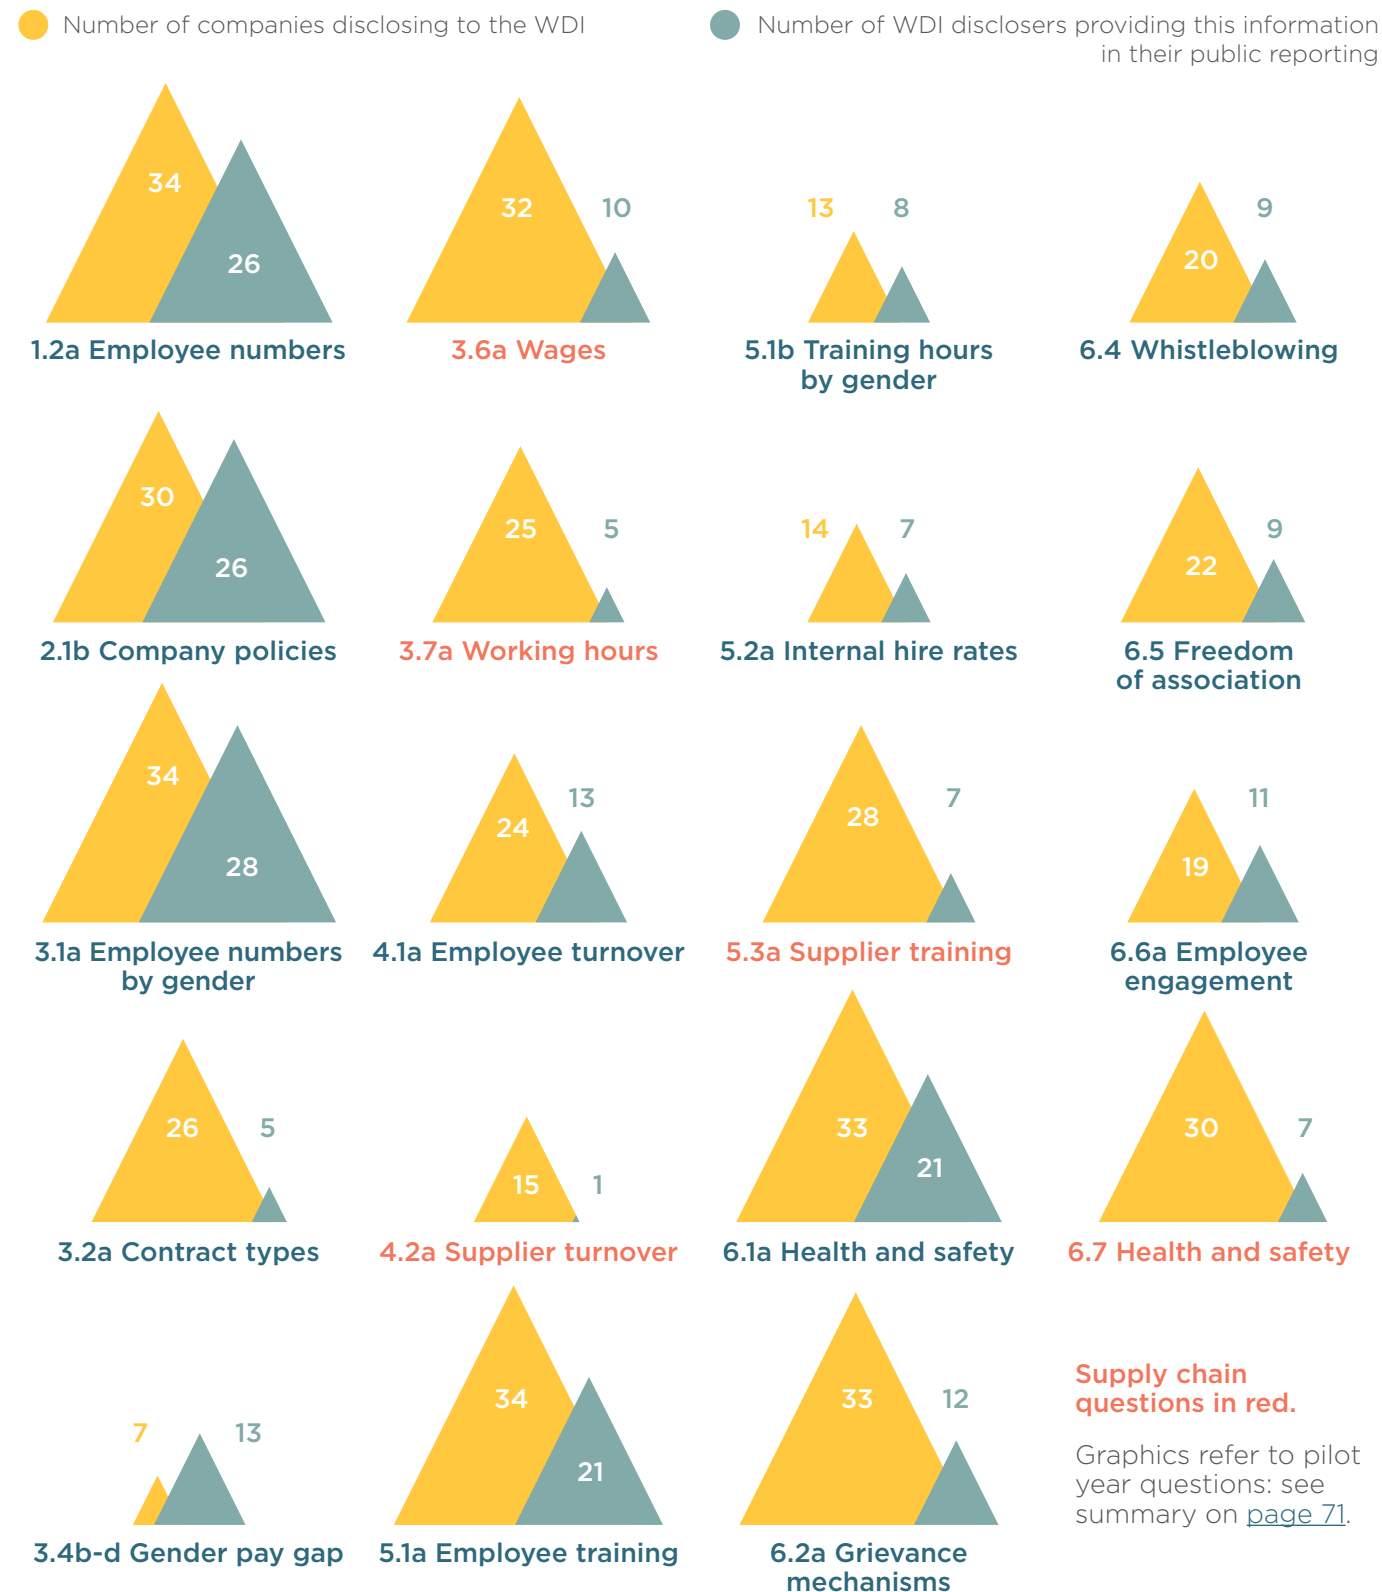 Number of companies disclosing to the WDI
Number of WDI disclosers providing this information
in their public reporting
34
26
1.2a Employee numbers
32
10
3.6a Wages
13
8
5.1b Training hours
by gender
20
9
6.4 Whistleblowing
30
26
2.1b Company policies
25
5
3.7a Working hours
14
7
5.2a Internal hire rates
22
9
6.5 Freedom
of association
34
28
3.1a Employee numbers
by gender
24
13
4.1a Employee turnover
28
7
5.3a Supplier training
19
11
6.6a Employee
engagement
26
5
3.2a Contract types
15
1
4.2a Supplier turnover
33
21
6.1a Health and safety
30
7
6.7 Health and safety
7
13
3.4b-d Gender pay gap
34
21
5.1a Employee training
33
12
6.2a Grievance
mechanisms
Supply chain
questions in red.
Graphics refer to pilot
year questions: see
summary on page 71.